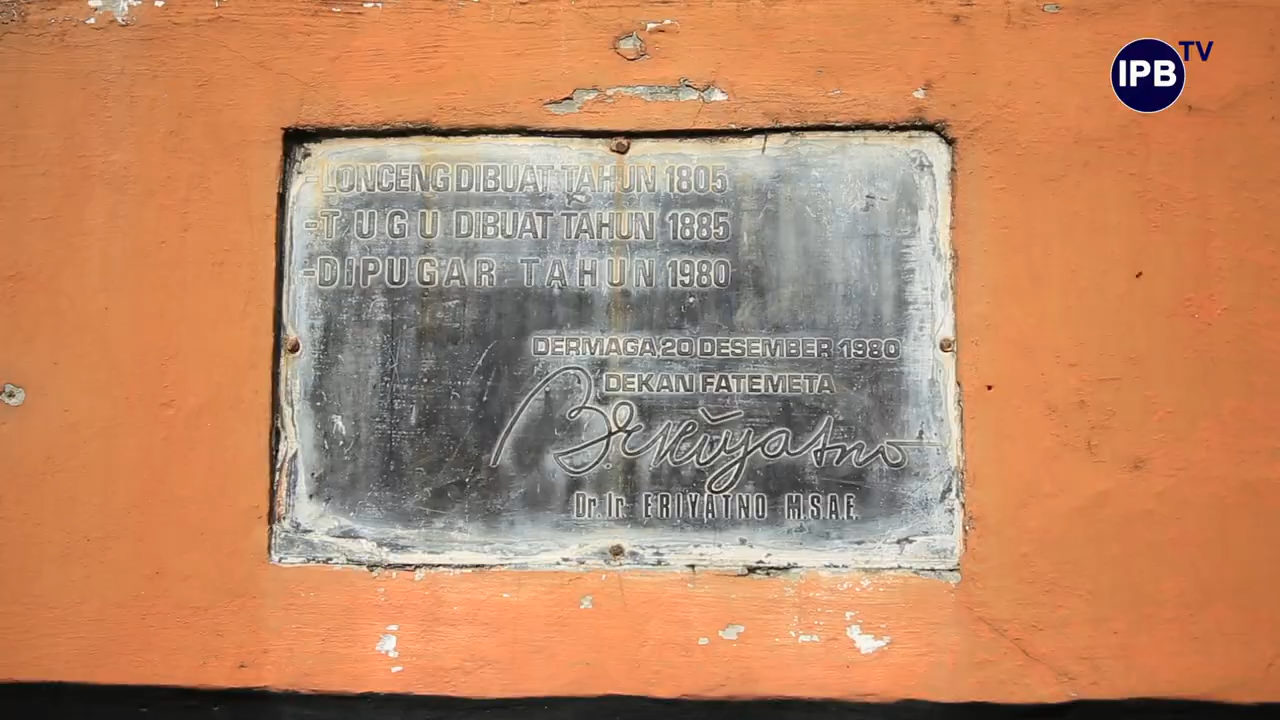 IPB TV
-LONCENG DIBUAT TAHUN 1805
-TUGU DIBUAT TAHUN 1885
-DIPUGAR TAHUN 1980
DERMAGA 20 DESEMBER 1980
DEKAN FATEMETA
Dr. Ir. ERIYATNO M.S.A.E.